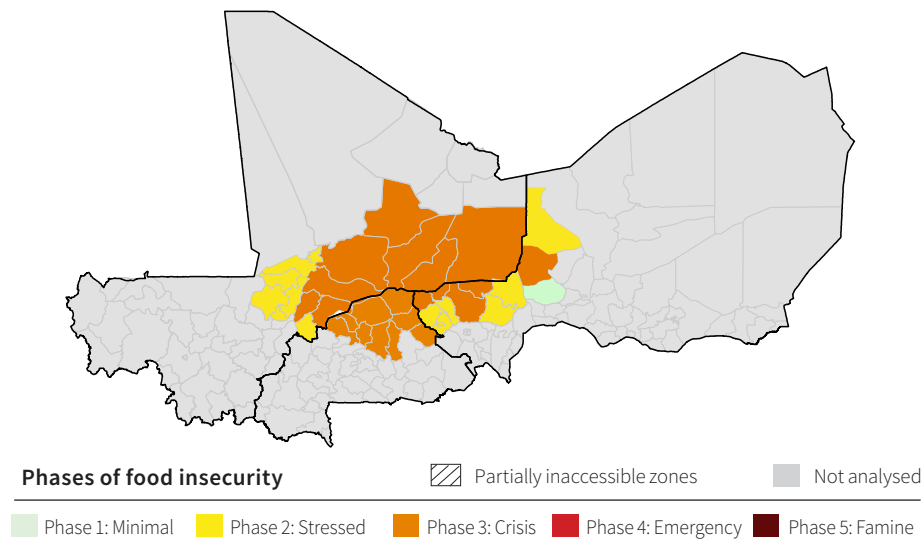 Phases of food insecurity
Partially inaccessible zones
Not analysed
Phase 1: Minimal
Phase 2: Stressed
Phase 3: Crisis
Phase 4: Emergency
Phase 5: Famine